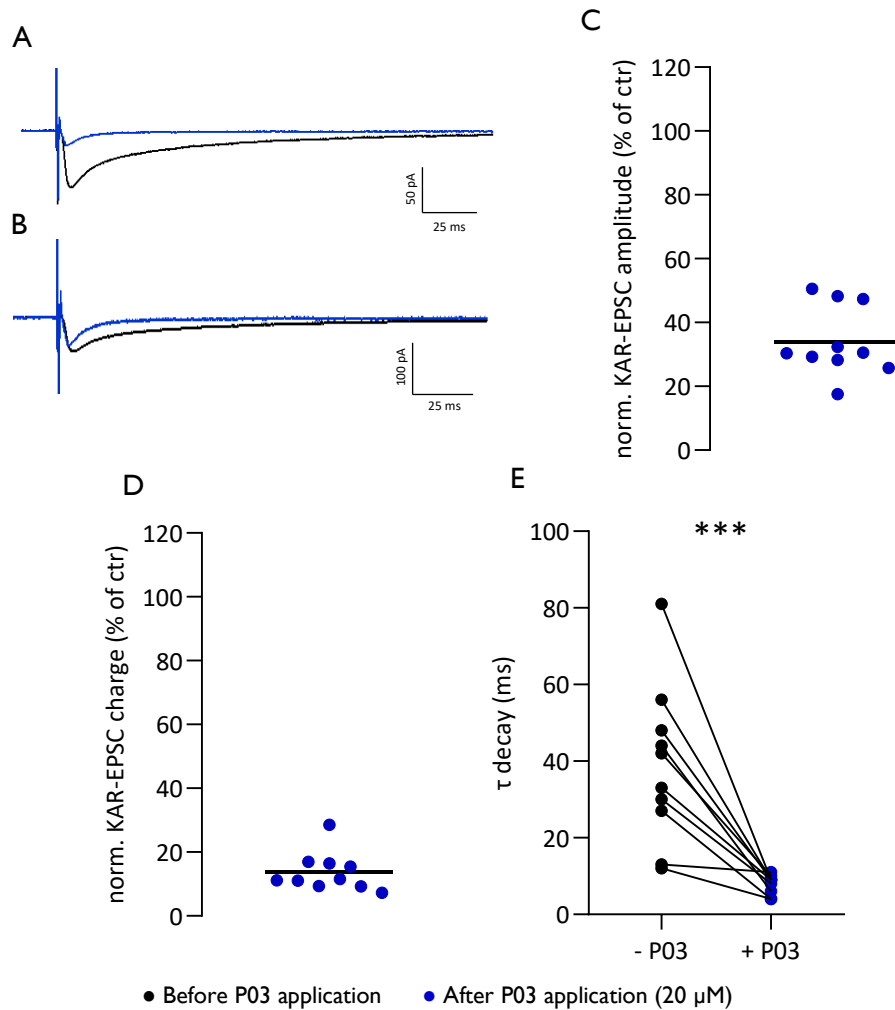 A
50 pA
25 ms
B
100 pA
25 ms
C
norm. KAR-EPSC amplitude (% of ctr)
120
100
80
60
40
20
0
D
norm. KAR-EPSC charge (% of ctr)
120
100
80
60
40
20
0
E
***
τ decay (ms)
100
80
60
40
20
0
- P03
+ P03
Before P03 application
After P03 application (20 µM)